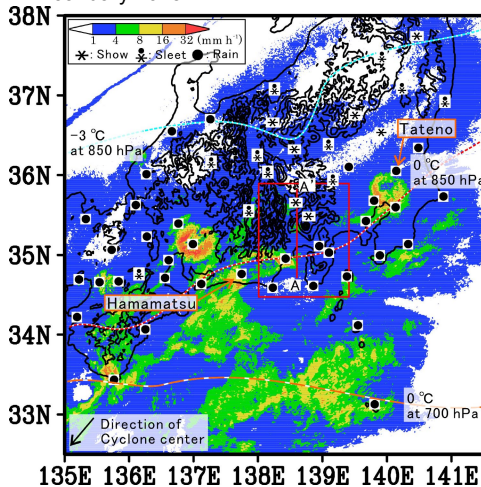 38N
37N
36N
35N
34N
33N
1 4 8 16 32 (mm h⁻¹)
: Show : Sleet : Rain
−3 °C
at 850 hPa
Tateno
0 °C
at 850 hPa
A
A
Hamamatsu
0 °C
at 700 hPa
Direction of
Cyclone center
135E 136E 137E 138E 139E 140E 141E